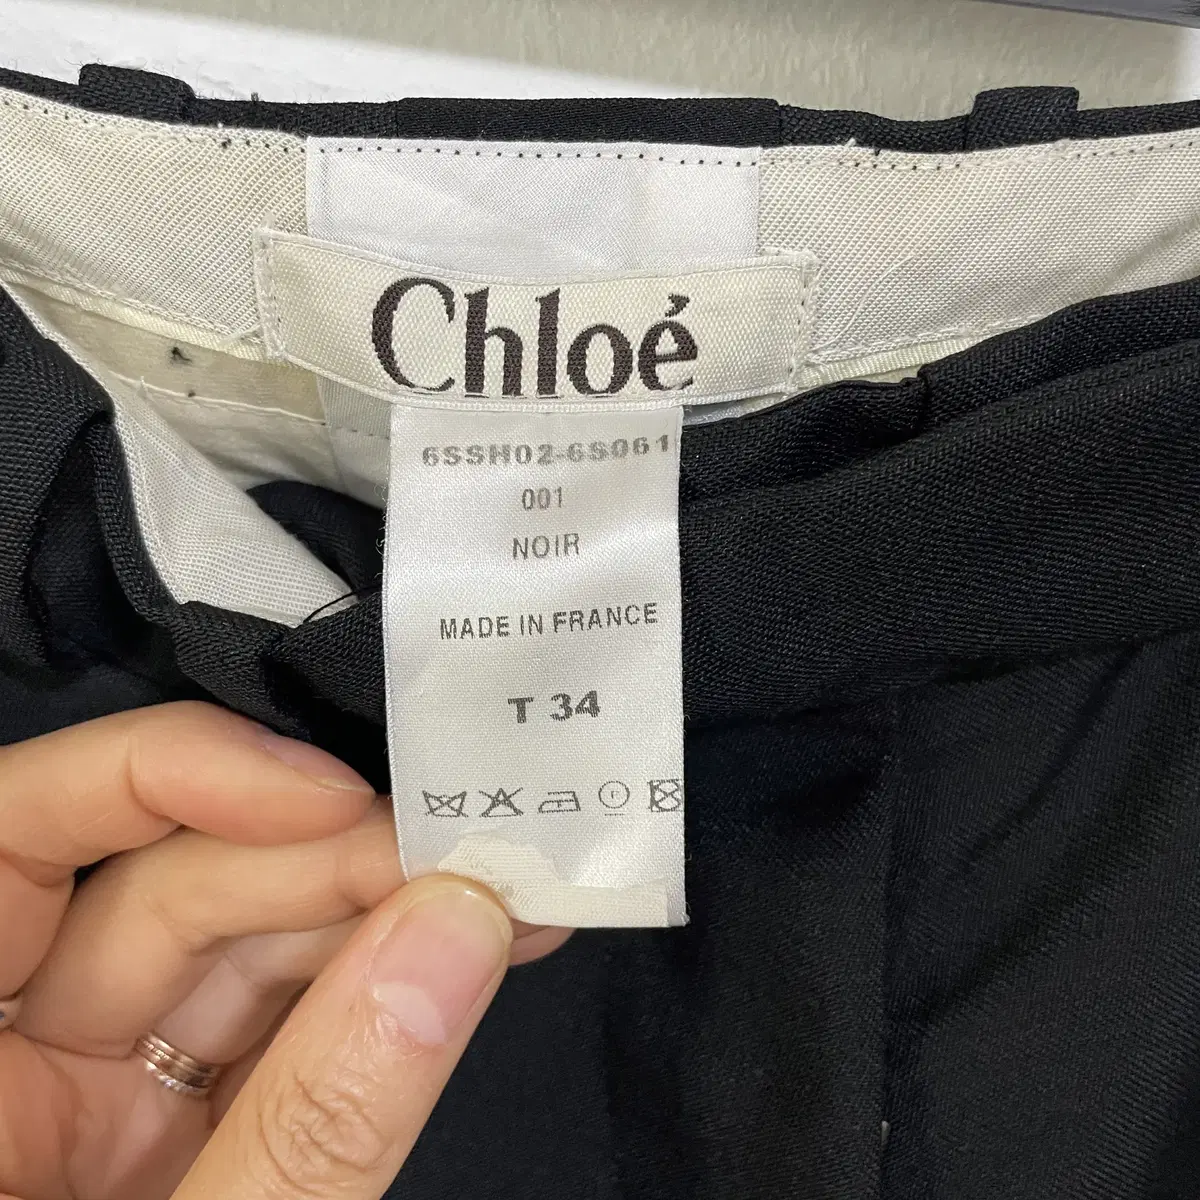 Chloé
6SSH02-6S061
001
NOIR
MADE IN FRANCE
T 34